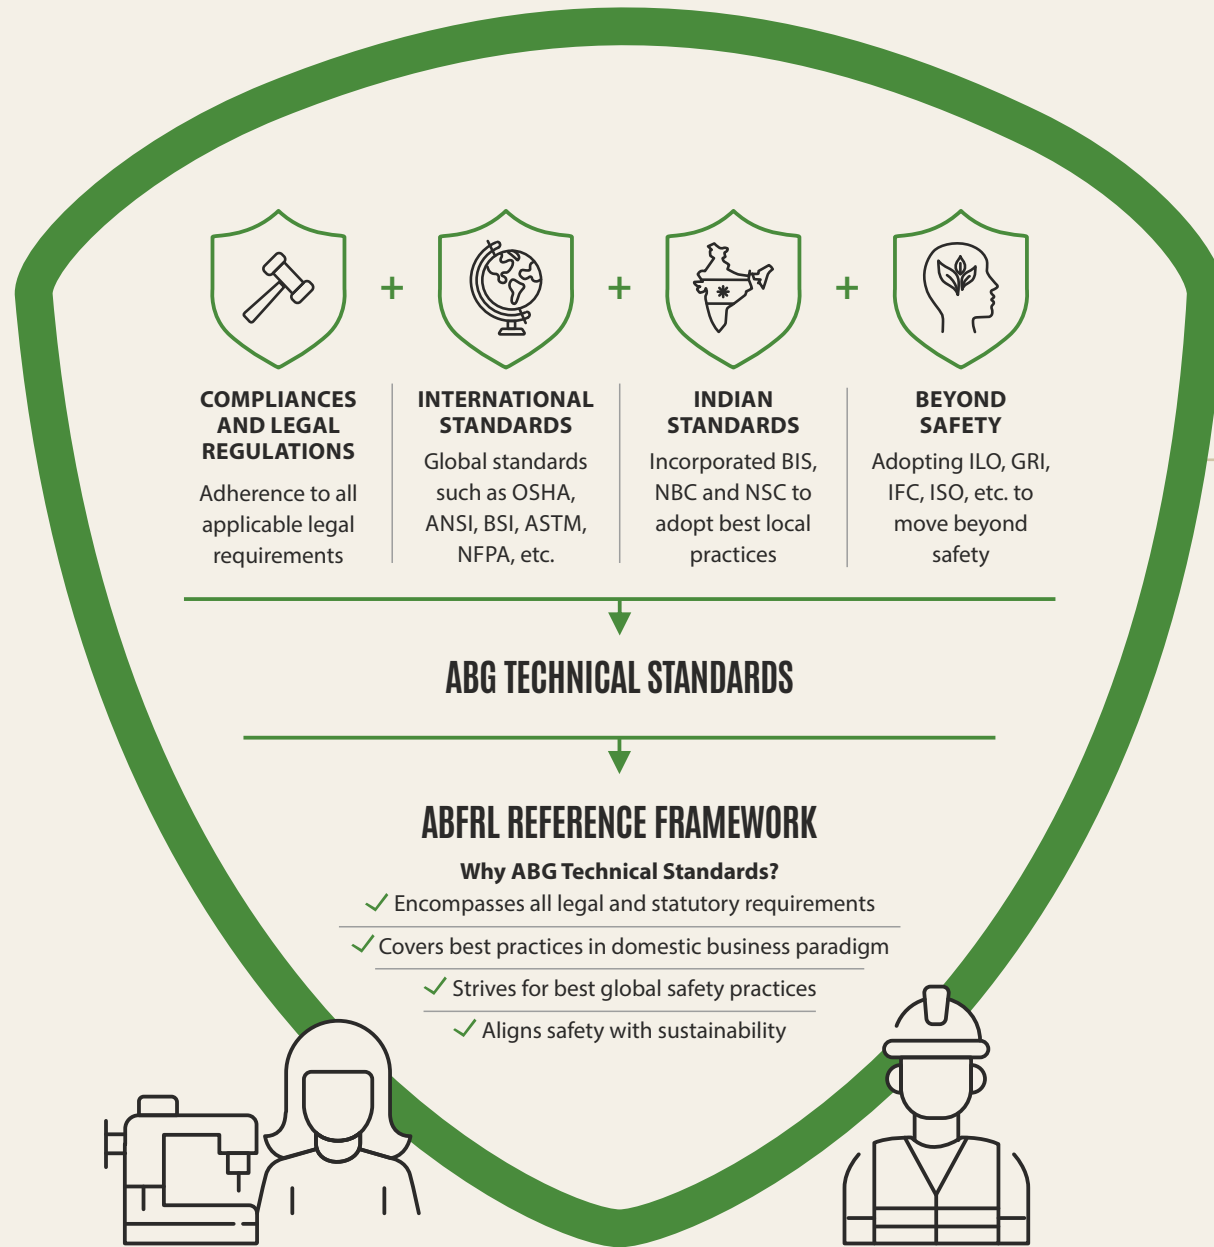 COMPLIANCES
AND LEGAL
REGULATIONS
Adherence to all
applicable legal
requirements
INTERNATIONAL
STANDARDS
Global standards
such as OSHA,
ANSI, BSI, ASTM,
NFPA, etc.
INDIAN
STANDARDS
Incorporated BIS,
NBC and NSC to
adopt best local
practices
BEYOND
SAFETY
Adopting ILO, GRI,
IFC, ISO, etc. to
move beyond
safety
ABG TECHNICAL STANDARDS
ABFRL REFERENCE FRAMEWORK
Why ABG Technical Standards?
Encompasses all legal and statutory requirements
Covers best practices in domestic business paradigm
Strives for best global safety practices
Aligns safety with sustainability